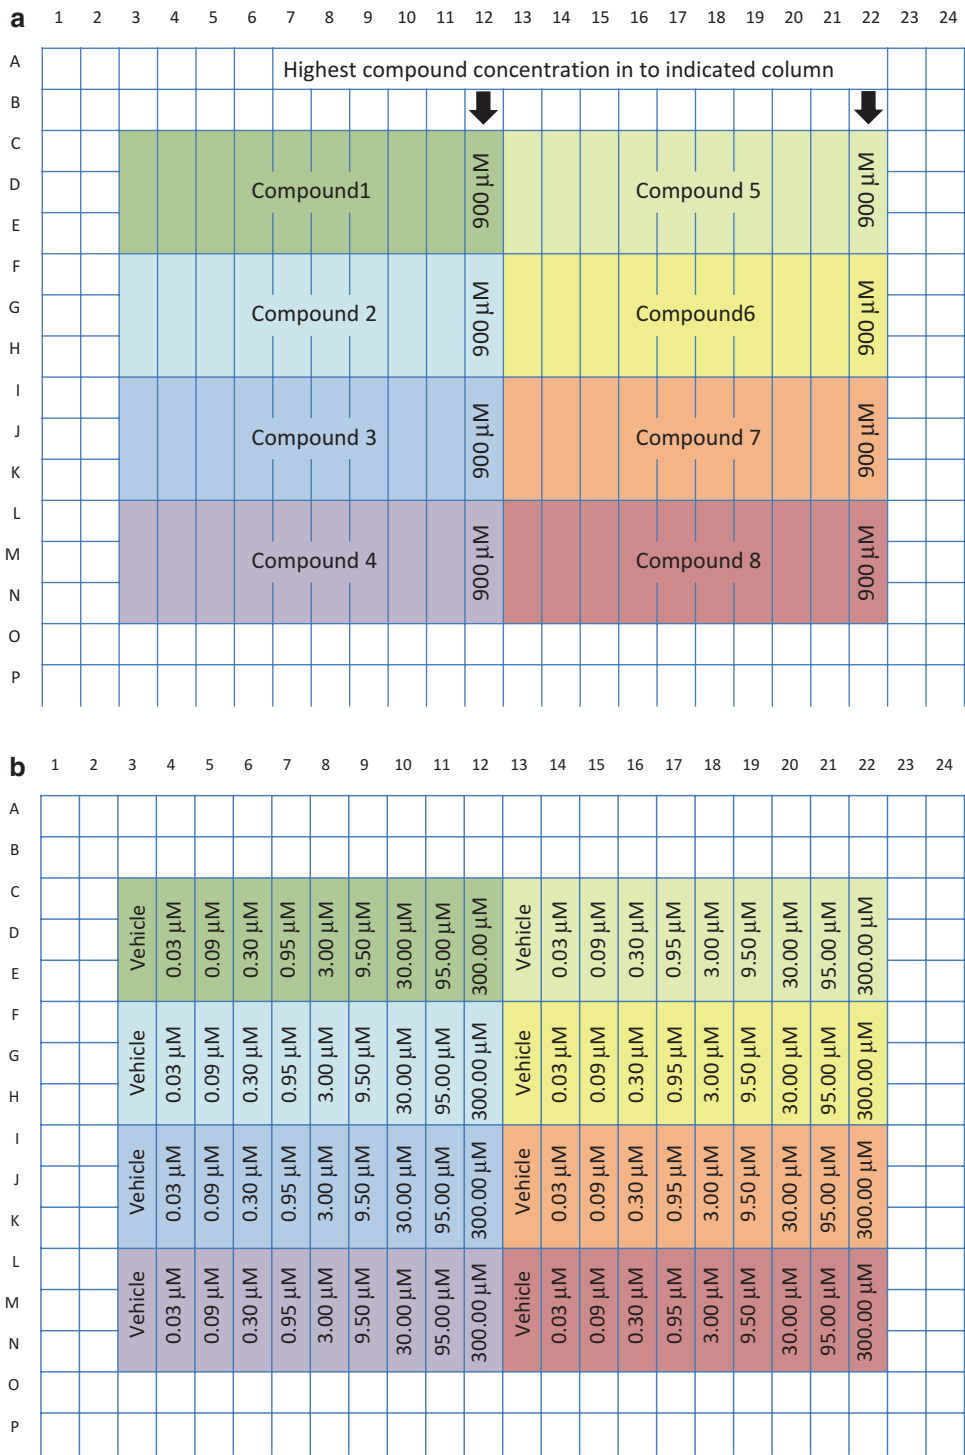 a 1 2 3 4 5 6 7 8 9 10 11 12 13 14 15 16 17 18 19 20 21 22 23 24
A
Highest compound concentration in to indicated column
B
C
D
E
Compound1
900 µM
Compound 5
900 µM
F
G
H
Compound 2
900 µM
Compound6
900 µM
I
J
K
Compound 3
900 µM
Compound 7
900 µM
L
M
N
Compound 4
900 µM
Compound 8
900 µM
O
P
b 1 2 3 4 5 6 7 8 9 10 11 12 13 14 15 16 17 18 19 20 21 22 23 24
A
B
C
D
E
Vehicle
0.03 µM
0.09 µM
0.30 µM
0.95 µM
3.00 µM
9.50 µM
30.00 µM
95.00 µM
300.00 µM
Vehicle
0.03 µM
0.09 µM
0.30 µM
0.95 µM
3.00 µM
9.50 µM
30.00 µM
95.00 µM
300.00 µM
F
G
H
Vehicle
0.03 µM
0.09 µM
0.30 µM
0.95 µM
3.00 µM
9.50 µM
30.00 µM
95.00 µM
300.00 µM
Vehicle
0.03 µM
0.09 µM
0.30 µM
0.95 µM
3.00 µM
9.50 µM
30.00 µM
95.00 µM
300.00 µM
I
J
K
Vehicle
0.03 µM
0.09 µM
0.30 µM
0.95 µM
3.00 µM
9.50 µM
30.00 µM
95.00 µM
300.00 µM
Vehicle
0.03 µM
0.09 µM
0.30 µM
0.95 µM
3.00 µM
9.50 µM
30.00 µM
95.00 µM
300.00 µM
L
M
N
Vehicle
0.03 µM
0.09 µM
0.30 µM
0.95 µM
3.00 µM
9.50 µM
30.00 µM
95.00 µM
300.00 µM
Vehicle
0.03 µM
0.09 µM
0.30 µM
0.95 µM
3.00 µM
9.50 µM
30.00 µM
95.00 µM
300.00 µM
O
P